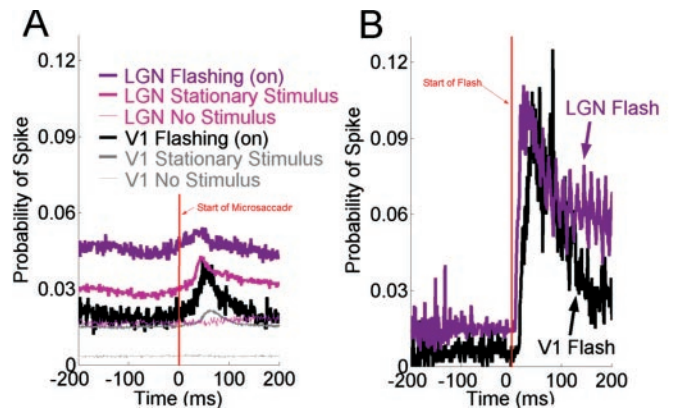 A
B
0.12
0.09
0.06
0.03
0
Probability of Spike
LGN Flashing (on)
LGN Stationary Stimulus
LGN No Stimulus
V1 Flashing (on)
V1 Stationary Stimulus
V1 No Stimulus
Start of Microsaccadr
-200 -100 0 100 200
Time (ms)
0.12
0.09
0.06
0.03
0
Probability of Spike
Start of Flash
LGN Flash
V1 Flash
-200 -100 0 100 200
Time (ms)